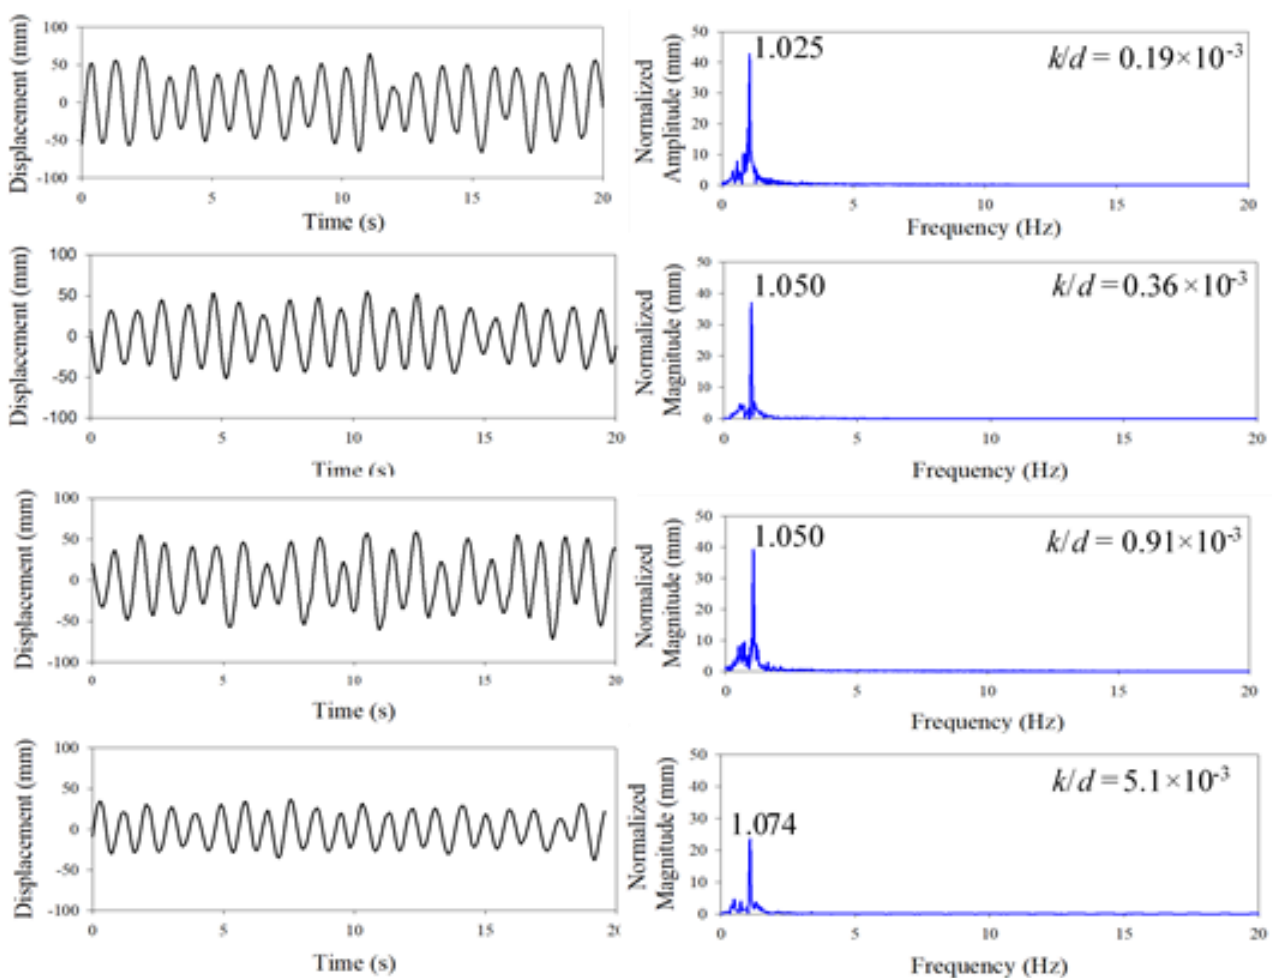 100
50
0
-50
-100
Displacement (mm)
0 5 10 15 20
Time (s)
50
40
30
20
10
0
Normalized
Amplitude (mm)
1.025
k/d = 0.19×10-3
0 5 10 15 20
Frequency (Hz)
100
50
0
-50
-100
Displacement (mm)
0 5 10 15 20
Time (s)
50
40
30
20
10
0
Normalized
Magnitude (mm)
1.050
k/d = 0.36 ×10-3
0 5 10 15 20
Frequency (Hz)
100
50
0
-50
-100
Displacement (mm)
0 5 10 15 20
Time (s)
50
40
30
20
10
0
Normalized
Magnitude (mm)
1.050
k/d = 0.91×10-3
0 5 10 15 20
Frequency (Hz)
100
50
0
-50
-100
Displacement (mm)
0 5 10 15 20
Time (s)
50
40
30
20
10
0
Normalized
Magnitude (mm)
1.074
k/d = 5.1×10-3
0 5 10 15 20
Frequency (Hz)